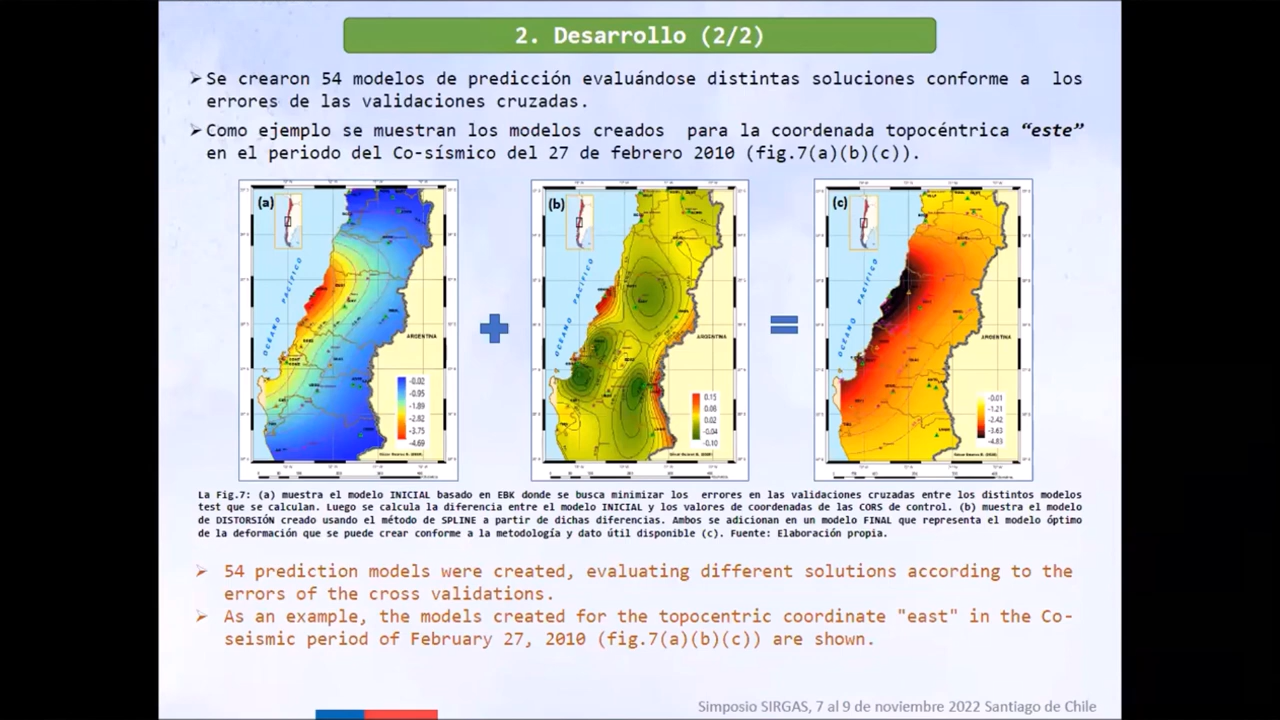 2. Desarrollo (2/2)
➢ Se crearon 54 modelos de predicción evaluándose distintas soluciones conforme a los
errores de las validaciones cruzadas.
➢ Como ejemplo se muestran los modelos creados para la coordenada topocéntrica “este”
en el periodo del Co-sísmico del 27 de febrero 2010 (fig.7(a)(b)(c)).
(a)
OCEANO PACÍFICO
ARGENTINA
-0.02
-0.95
-1.89
-2.82
-3.75
-4.69
(b)
OCEANO PACÍFICO
ARGENTINA
0.15
0.08
0.02
-0.04
-0.10
(c)
OCEANO PACÍFICO
ARGENTINA
-0.01
-1.21
-2.42
-3.63
-4.83
La Fig.7: (a) muestra el modelo INICIAL basado en EBK donde se busca minimizar los errores en las validaciones cruzadas entre los distintos modelos
test que se calculan. Luego se calcula la diferencia entre el modelo INICIAL y los valores de coordenadas de las CORS de control. (b) muestra el modelo
de DISTORSIÓN creado usando el método de SPLINE a partir de dichas diferencias. Ambos se adicionan en un modelo FINAL que representa el modelo óptimo
de la deformación que se puede crear conforme a la metodología y dato útil disponible (c). Fuente: Elaboración propia.
➢ 54 prediction models were created, evaluating different solutions according to the
errors of the cross validations.
➢ As an example, the models created for the topocentric coordinate "east" in the Co-
seismic period of February 27, 2010 (fig.7(a)(b)(c)) are shown.
Simposio SIRGAS, 7 al 9 de noviembre 2022 Santiago de Chile